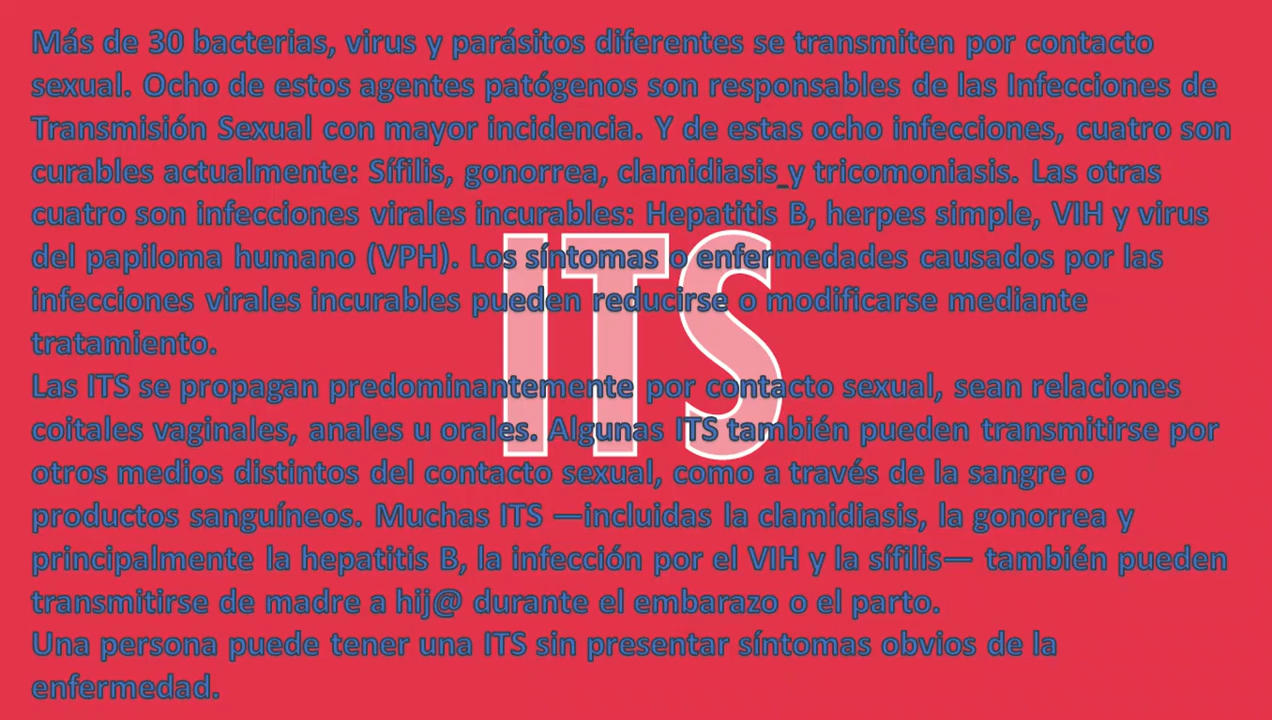 Más de 30 bacterias, virus y parásitos diferentes se transmiten por contacto
sexual. Ocho de estos agentes patógenos son responsables de las Infecciones de
Transmisión Sexual con mayor incidencia. Y de estas ocho infecciones, cuatro son
curables actualmente: Sífilis, gonorrea, clamidiasis y tricomoniasis. Las otras
cuatro son infecciones virales incurables: Hepatitis B, herpes simple, VIH y virus
del papiloma humano (VPH). Los síntomas o enfermedades causados por las
infecciones virales incurables pueden reducirse o modificarse mediante
tratamiento.
Las ITS se propagan predominantemente por contacto sexual, sean relaciones
coitales vaginales, anales u orales. Algunas ITS también pueden transmitirse por
otros medios distintos del contacto sexual, como a través de la sangre o
productos sanguíneos. Muchas ITS —incluidas la clamidiasis, la gonorrea y
principalmente la hepatitis B, la infección por el VIH y la sífilis— también pueden
transmitirse de madre a hij@ durante el embarazo o el parto.
Una persona puede tener una ITS sin presentar síntomas obvios de la
enfermedad.
ITS